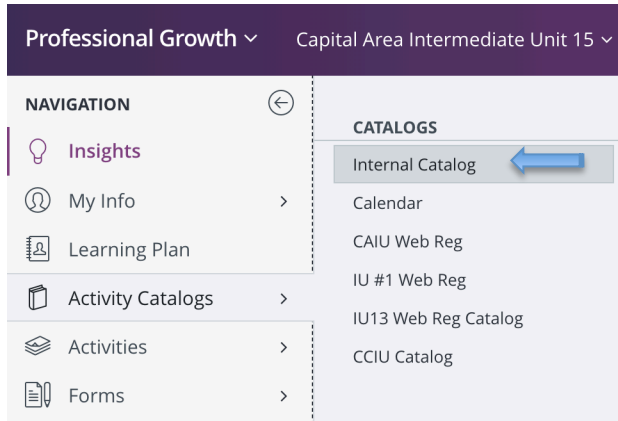 Professional Growth
Capital Area Intermediate Unit 15
NAVIGATION
Insights
My Info
Learning Plan
Activity Catalogs
Activities
Forms
CATALOGS
Internal Catalog
Calendar
CAIU Web Reg
IU #1 Web Reg
IU13 Web Reg Catalog
CCIU Catalog